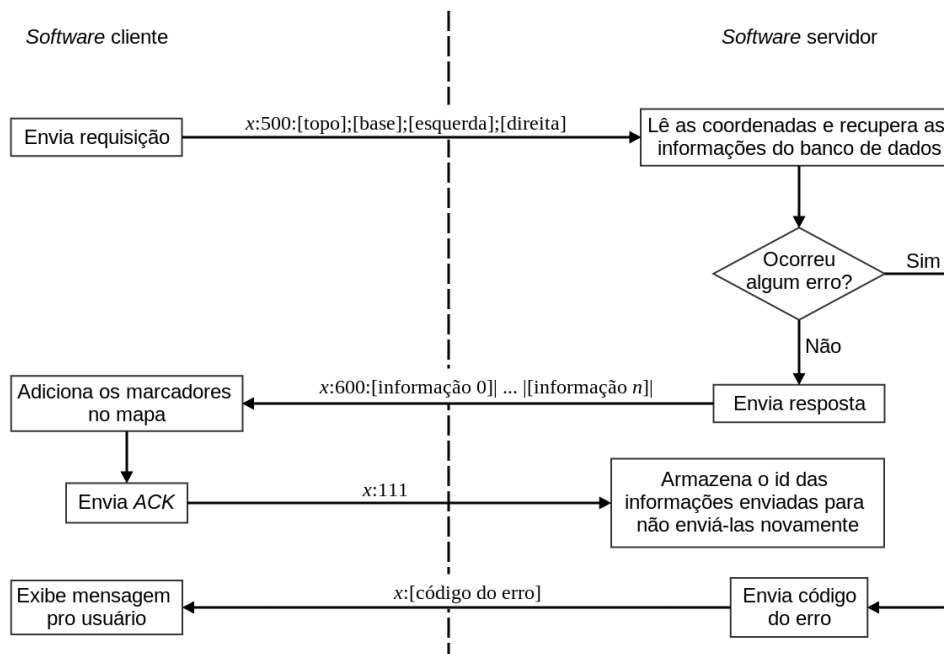 Software cliente
Software servidor
Envia requisição
x:500:[topo];[base];[esquerda];[direita]
Lê as coordenadas e recupera as
informações do banco de dados
Ocorreu
algum erro?
Sim
Não
Adiciona os marcadores
no mapa
x:600:[informação 0]| ... |[informação n]|
Envia resposta
Envia ACK
x:111
Armazena o id das
informações enviadas para
não enviá-las novamente
Exibe mensagem
pro usuário
x:[código do erro]
Envia código
do erro